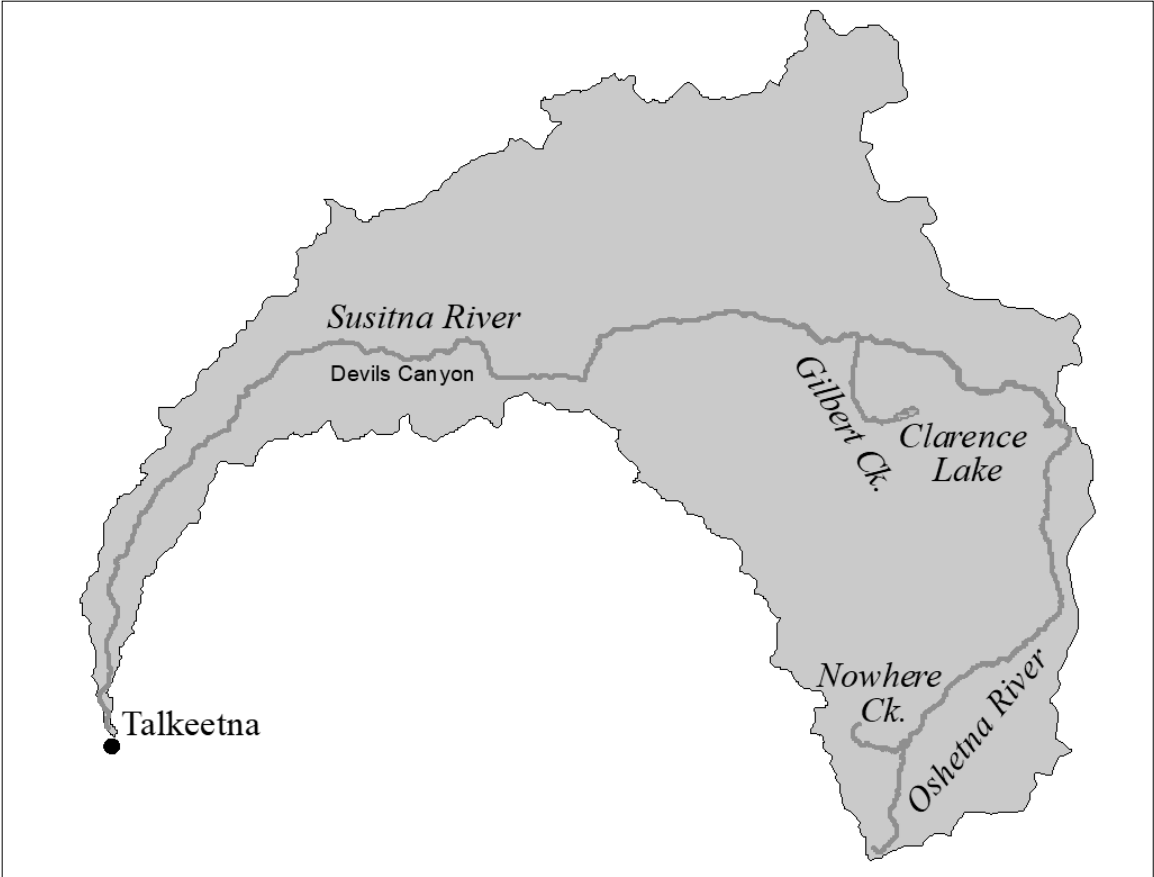 Susitna River
Devils Canyon
Gilbert Ck.
Clarence
Lake
Nowhere
Ck.
Oshetna River
Talkeetna